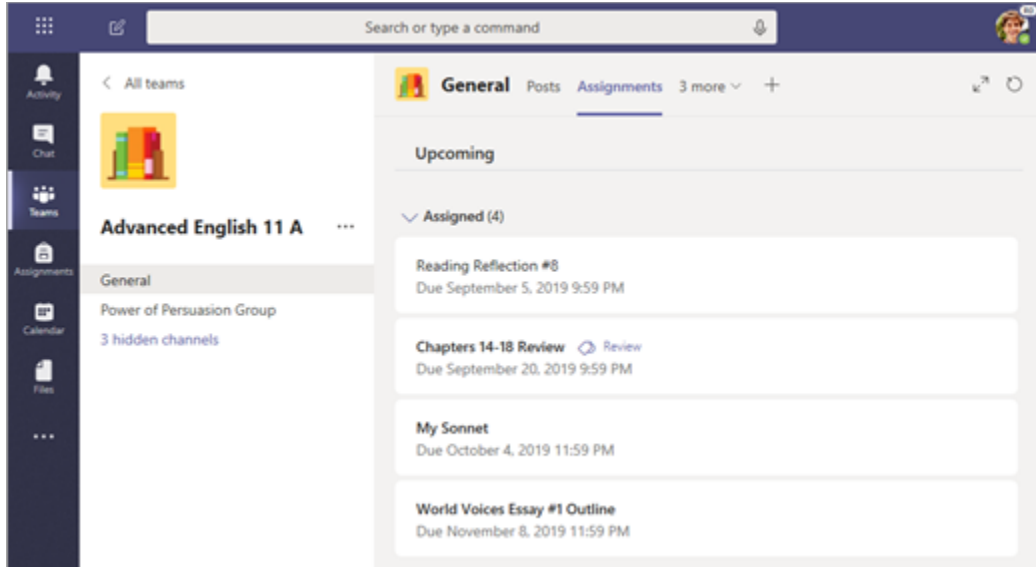 Search or type a command
Activity
Chat
Teams
Assignments
Calendar
Files
All teams
Advanced English 11 A
General
Power of Persuasion Group
3 hidden channels
General Posts Assignments 3 more
Upcoming
Assigned (4)
Reading Reflection #8
Due September 5, 2019 9:59 PM
Chapters 14-18 Review Review
Due September 20, 2019 9:59 PM
My Sonnet
Due October 4, 2019 11:59 PM
World Voices Essay #1 Outline
Due November 8, 2019 11:59 PM